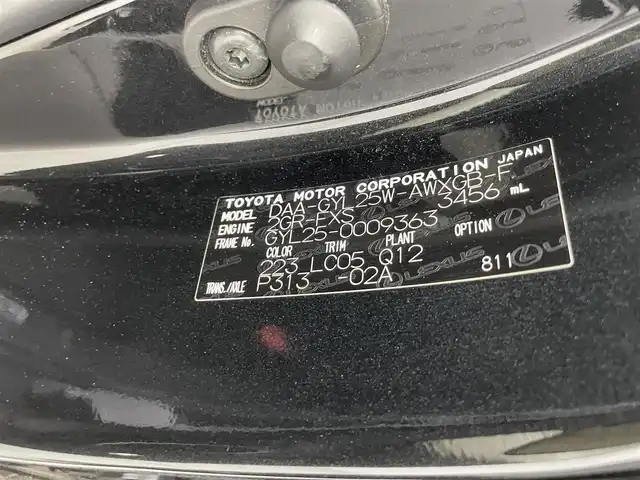 TOYOTA MOTOR CORPORATION JAPAN
MODEL DAA-GYL25W-AWXGB-F
ENGINE 2GR-FXS 3456 mL
FRAME No. GYL25-0009363
COLOR TRIM PLANT OPTION
223 LC05 Q12
TRANS./AXLE P313 -02A 811
LEXUS